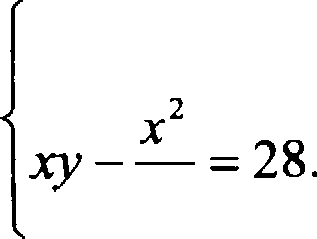 xy - x² / = 28.